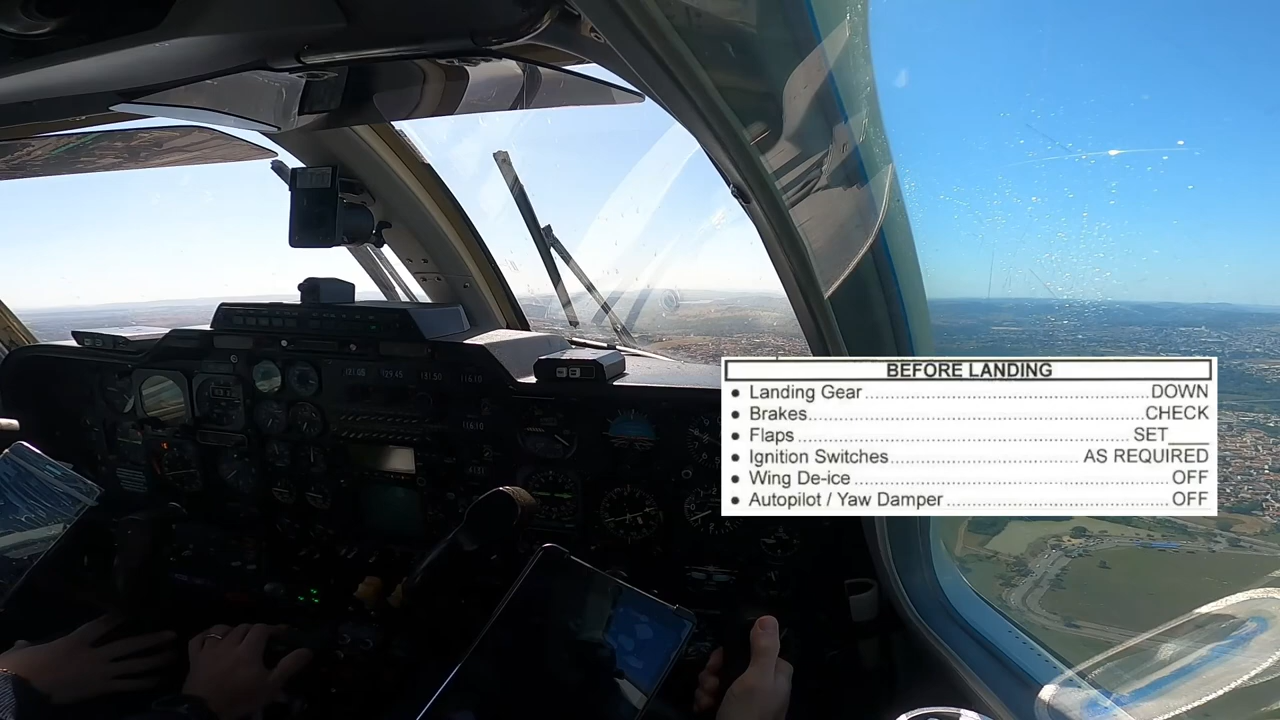 BEFORE LANDING
• Landing Gear ........ DOWN
• Brakes ........ CHECK
• Flaps ........ SET____
• Ignition Switches ........ AS REQUIRED
• Wing De-ice ........ OFF
• Autopilot / Yaw Damper ........ OFF